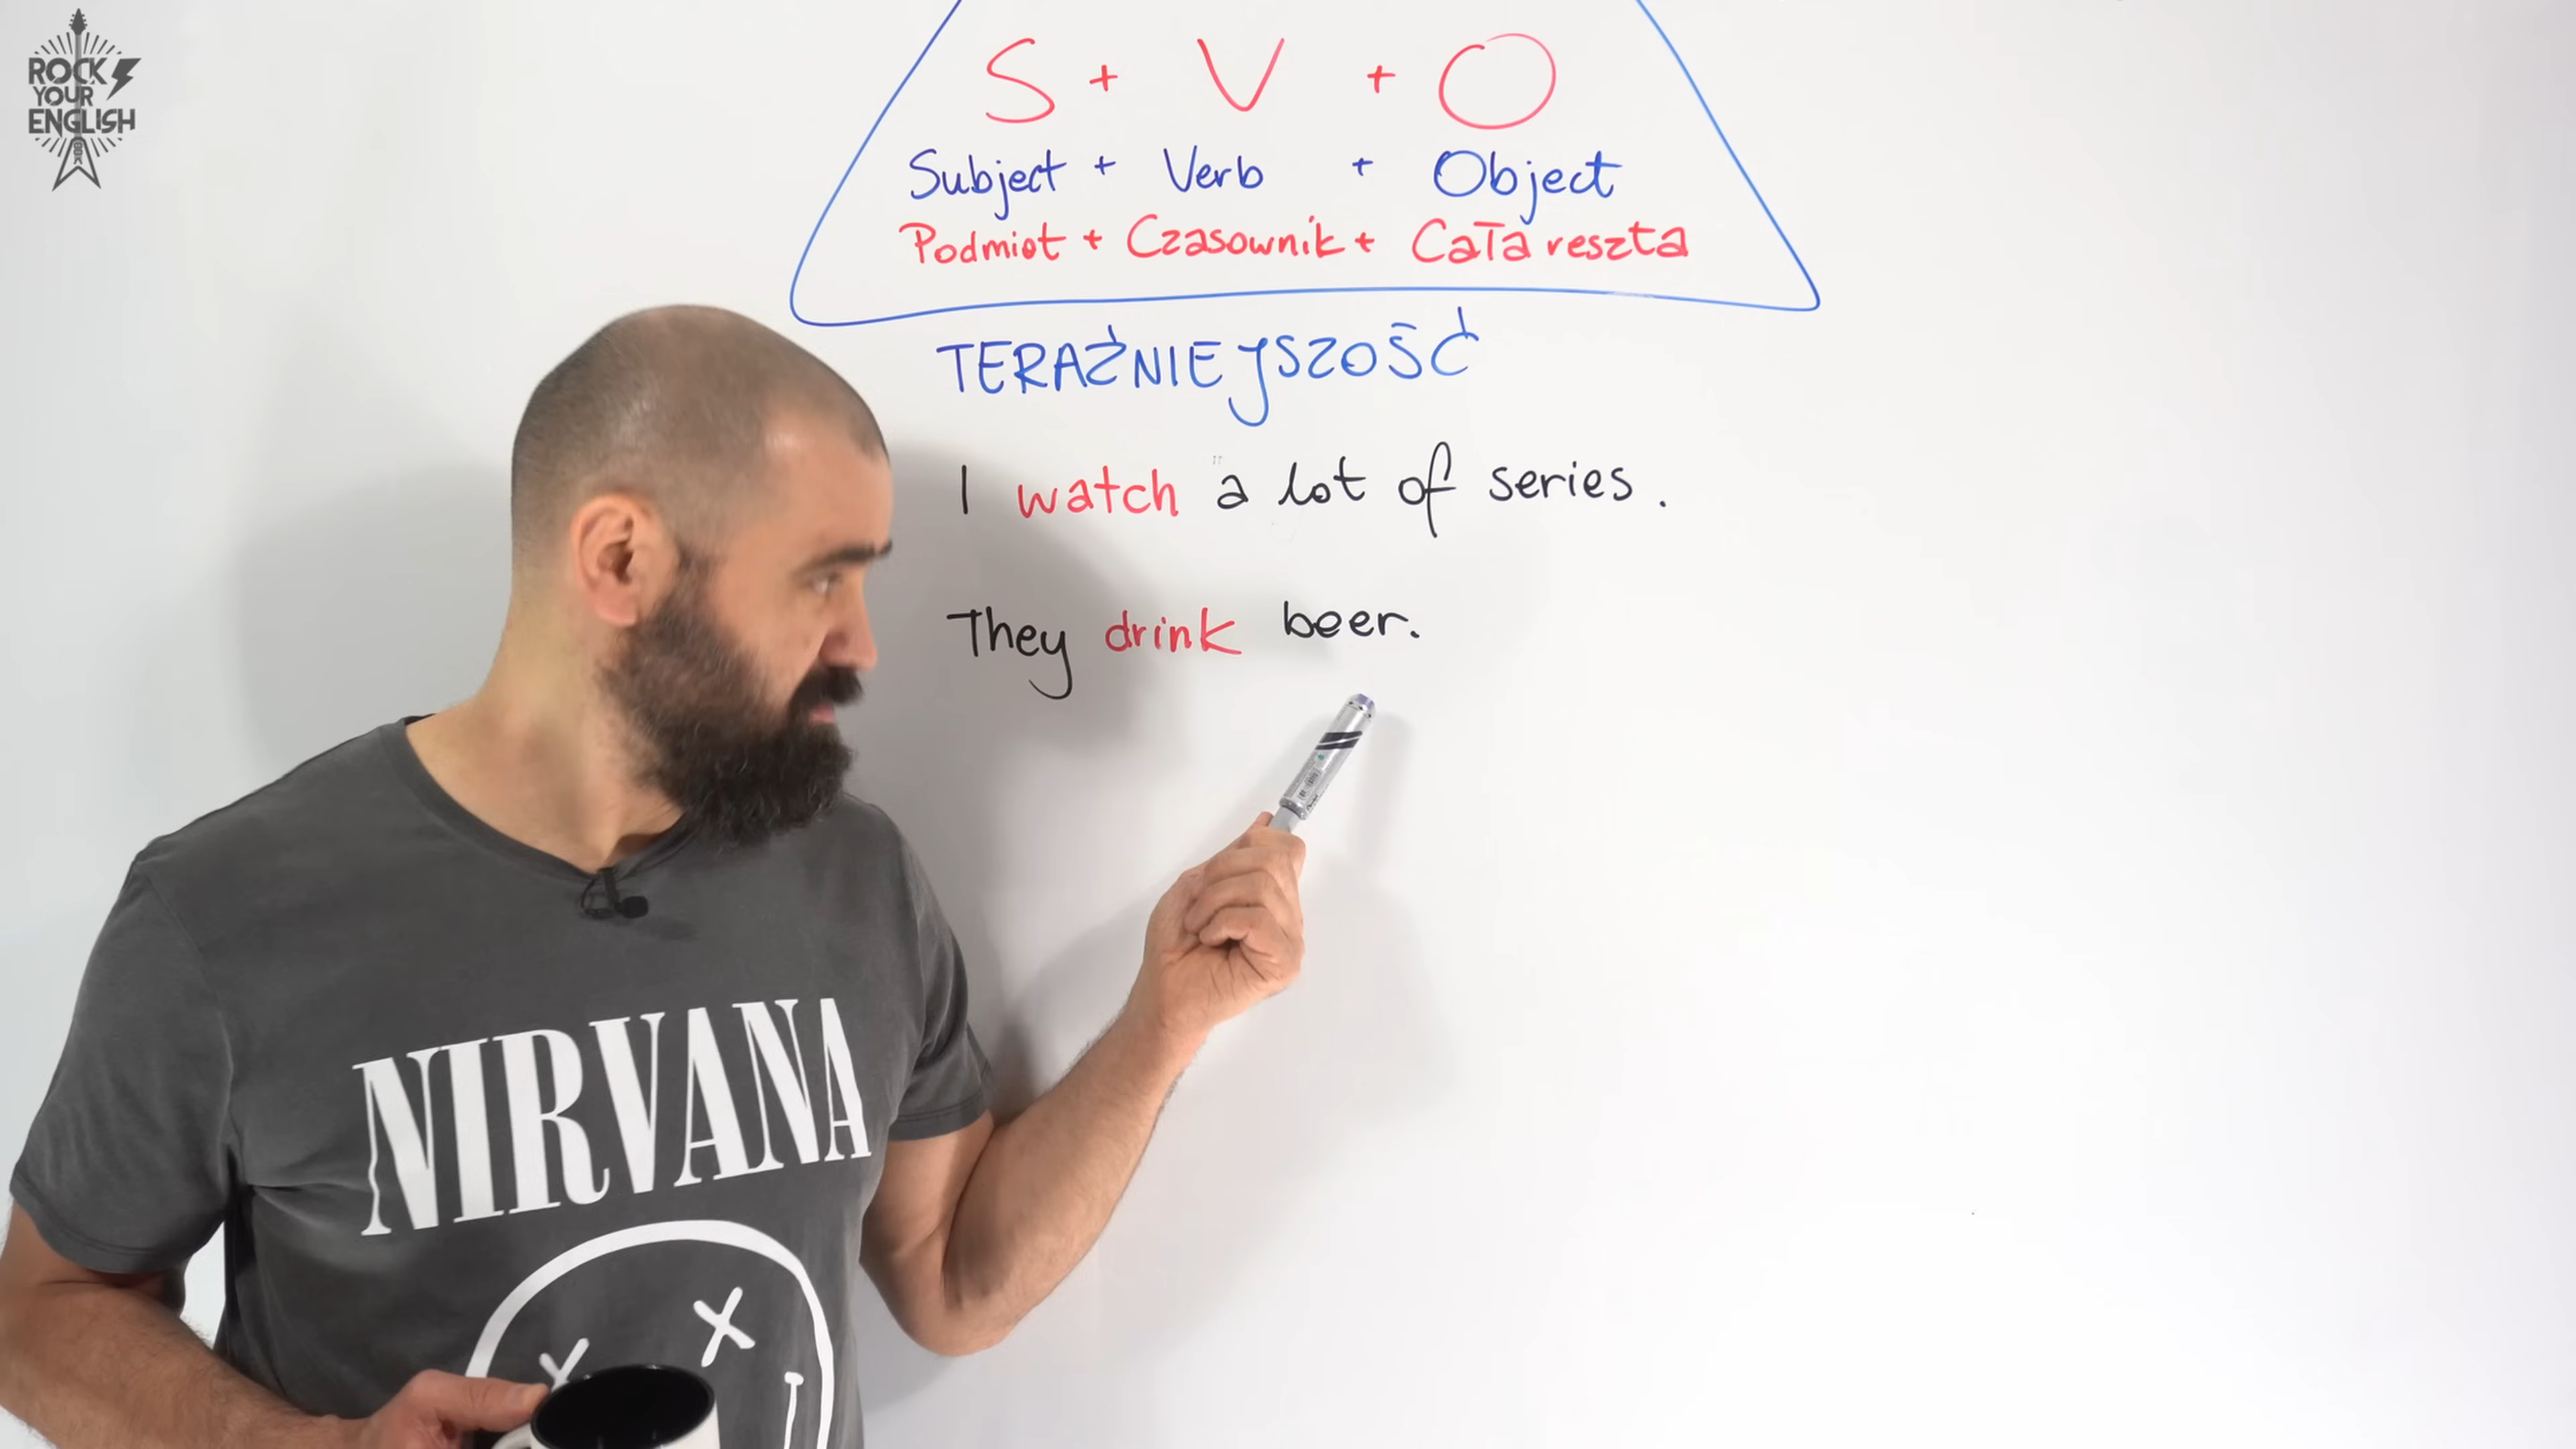 ROCK
YOUR
ENGLISH
S + V + O
Subject + Verb + Object
Podmiot + Czasownik + Cała reszta
TERAŹNIEJSZOŚĆ
I watch a lot of series.
They drink beer.
NIRVANA